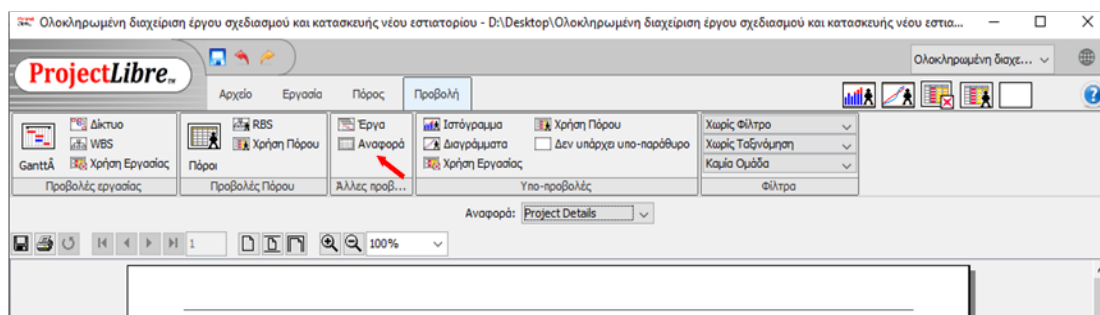 Ολοκληρωμένη διαχείριση έργου σχεδιασμού και κατασκευής νέου εστιατορίου - D:\Desktop\Ολοκληρωμένη διαχείριση έργου σχεδιασμού και κατασκευής νέου εστια...
ProjectLibre™
Ολοκληρωμένη διαχε...
Αρχείο Εργασία Πόρος Προβολή
Δίκτυο RBS Έργα Ιστόγραμμα Χρήση Πόρου Χωρίς Φίλτρο
WBS Χρήση Πόρου Αναφορά Διαγράμματα Δεν υπάρχει υπο-παράθυρο Χωρίς Ταξινόμηση
GanttÂ Χρήση Εργασίας Πόροι Χρήση Εργασίας Καμία Ομάδα
Προβολές εργασίας Προβολές Πόρου Άλλες προβ... Υπο-προβολές Φίλτρα
Αναφορά: Project Details
1 100%